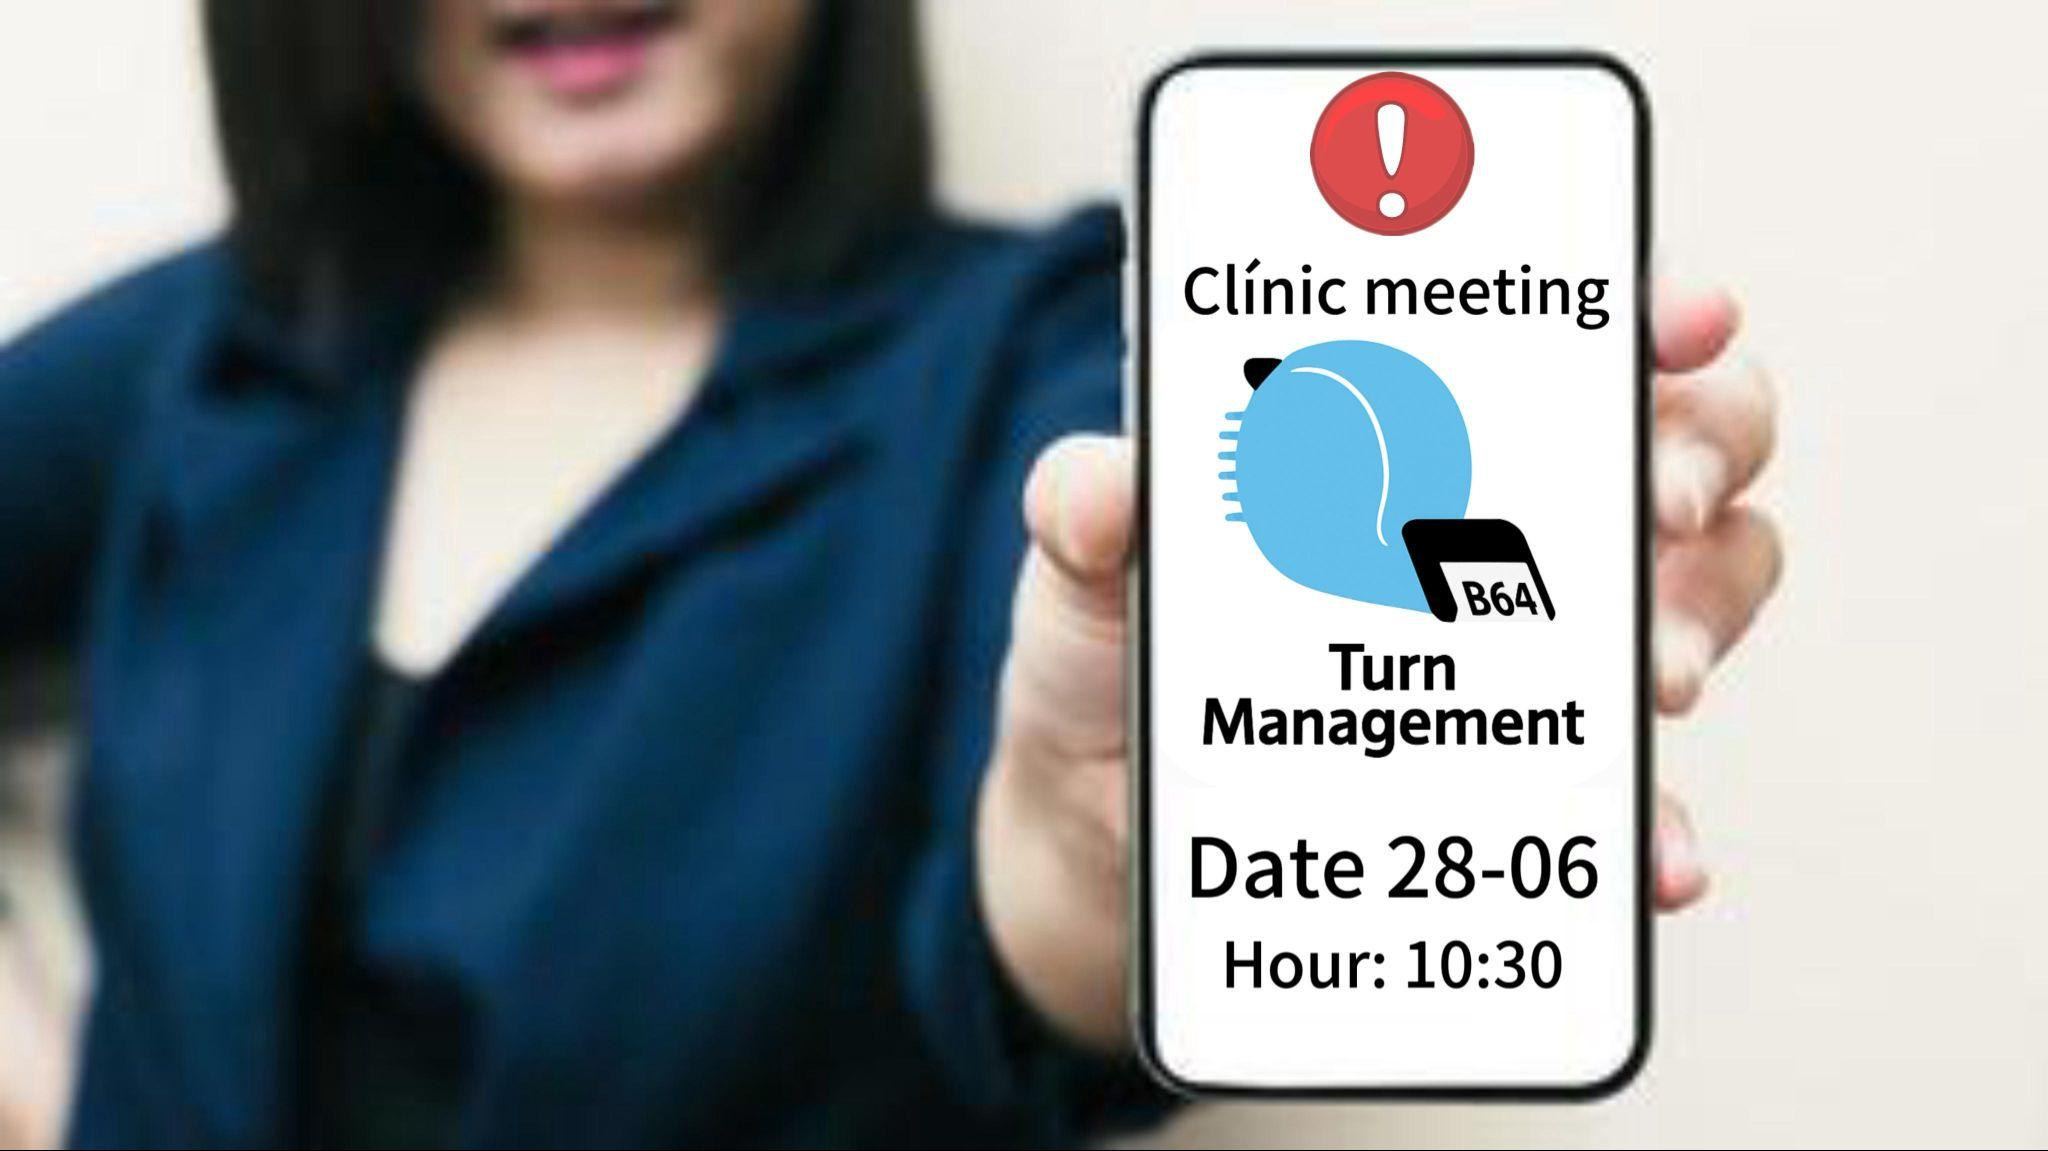 Clínic meeting
B64
Turn
Management
Date 28-06
Hour: 10:30